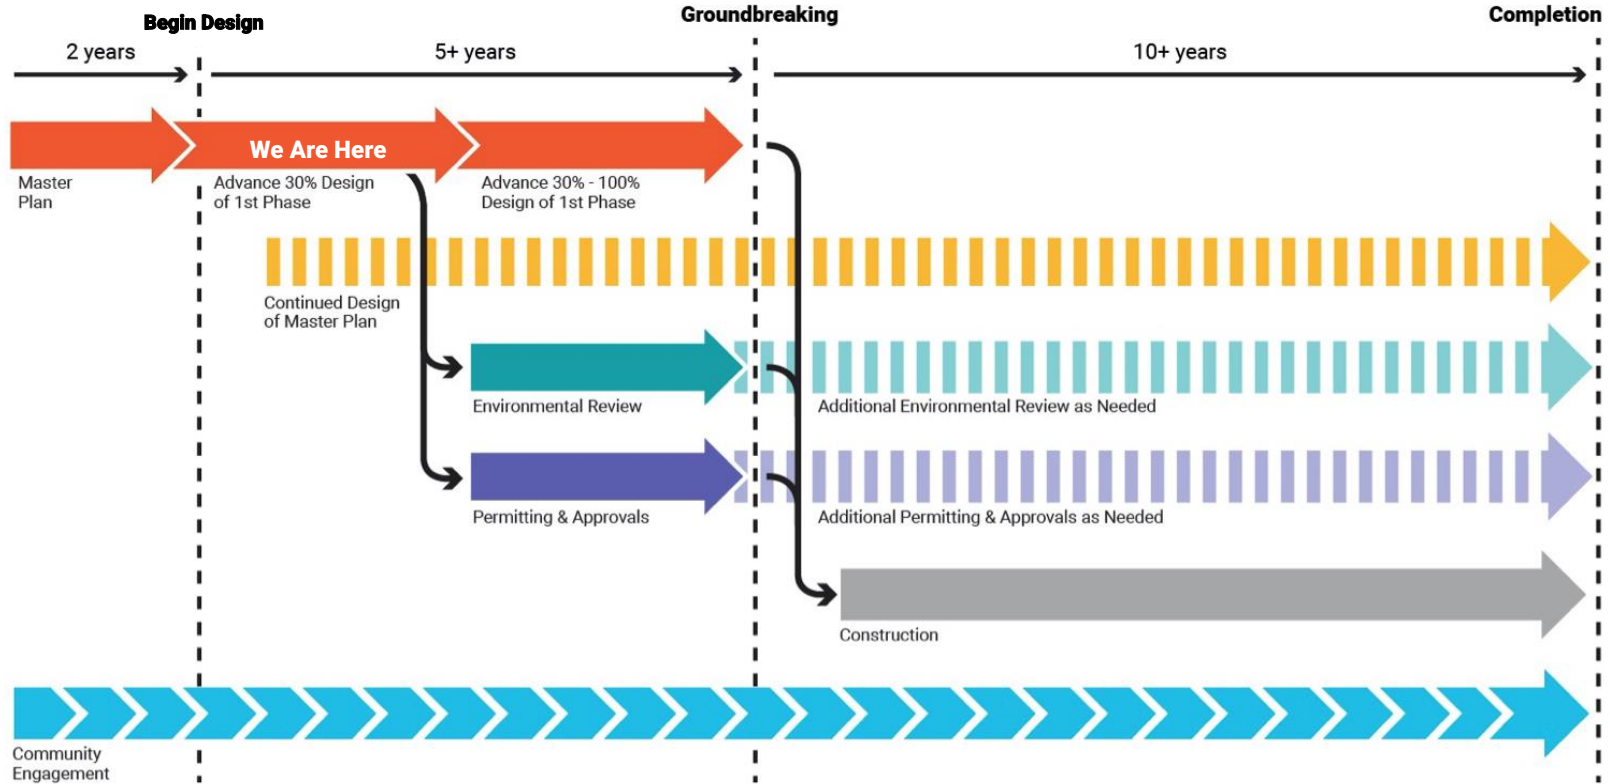 Begin Design
Groundbreaking
Completion
2 years
5+ years
10+ years
We Are Here
Master
Plan
Advance 30% Design
of 1st Phase
Advance 30% - 100%
Design of 1st Phase
Continued Design
of Master Plan
Environmental Review
Additional Environmental Review as Needed
Permitting & Approvals
Additional Permitting & Approvals as Needed
Construction
Community
Engagement